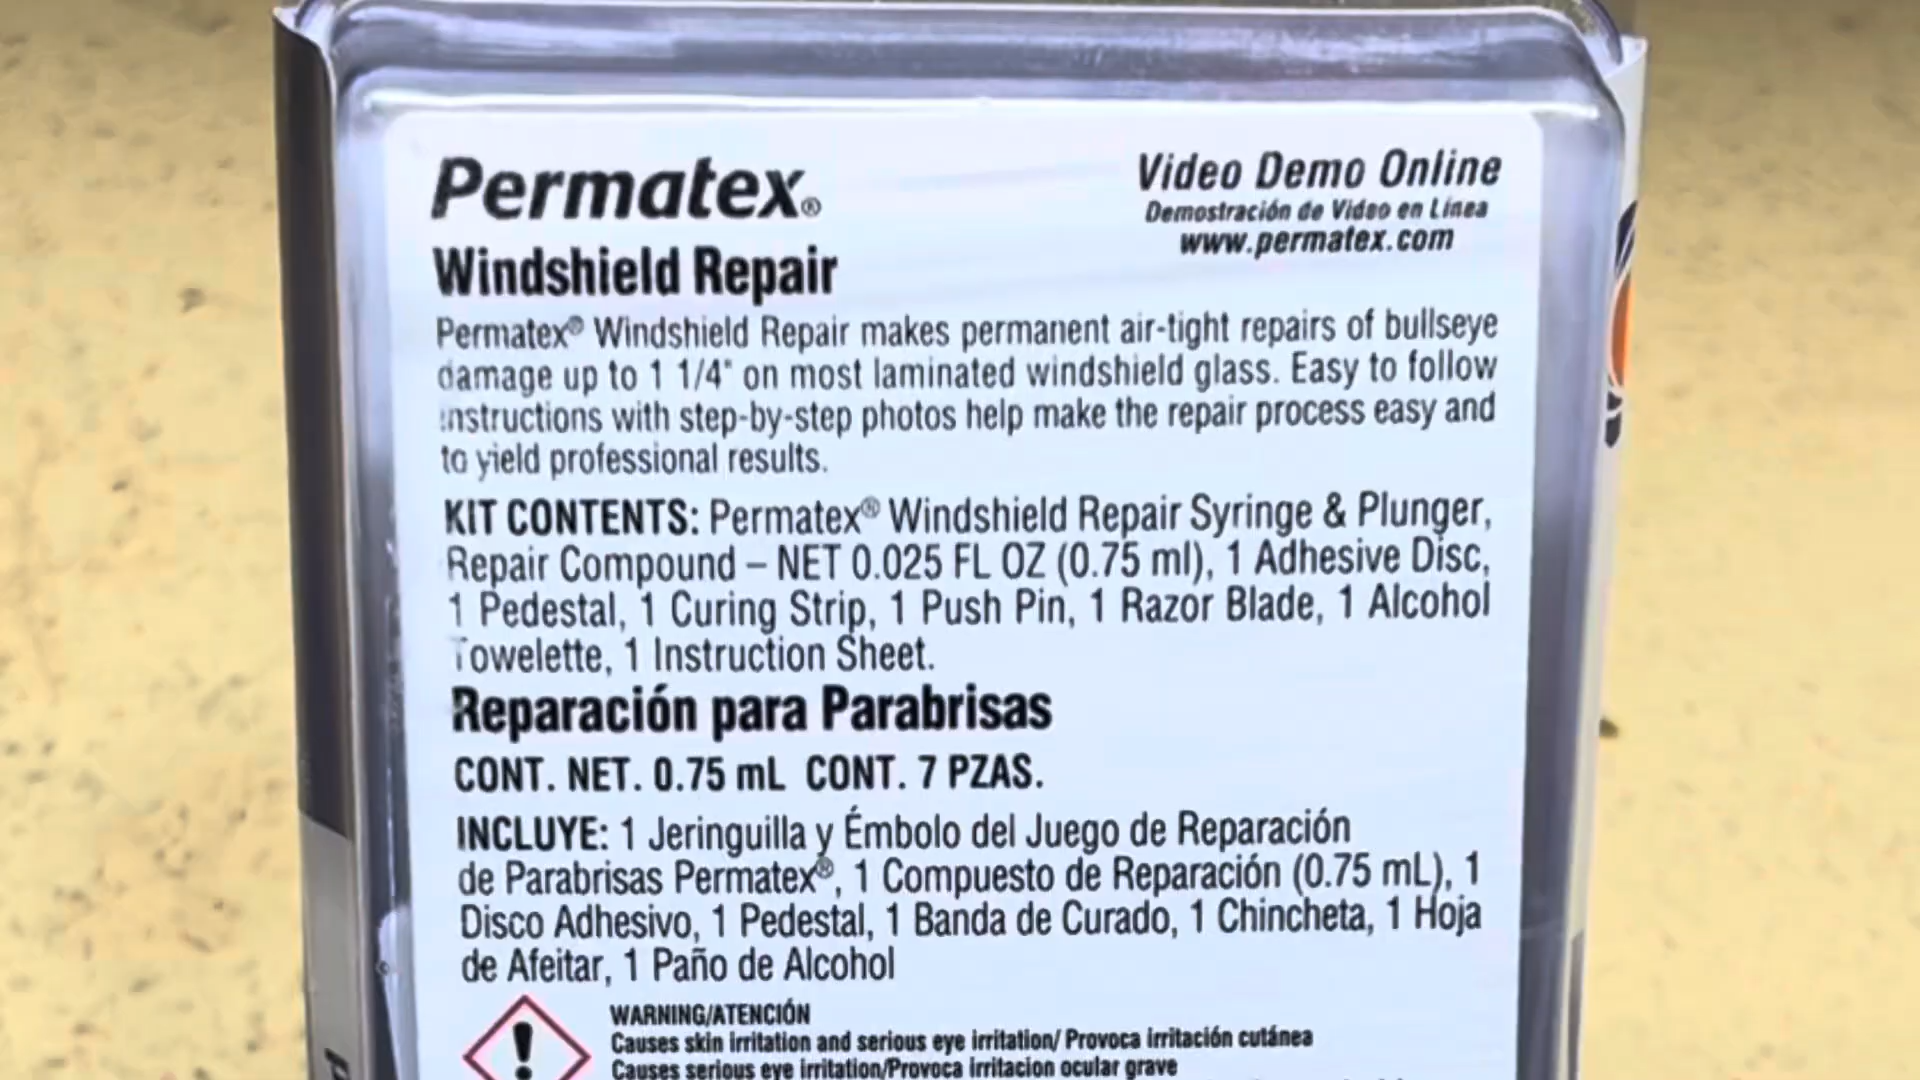 Permatex®
Windshield Repair
Video Demo Online
Demostración de Video en Línea
www.permatex.com
Permatex® Windshield Repair makes permanent air-tight repairs of bullseye
damage up to 1 1/4" on most laminated windshield glass. Easy to follow
instructions with step-by-step photos help make the repair process easy and
to yield professional results.
KIT CONTENTS: Permatex® Windshield Repair Syringe & Plunger,
Repair Compound – NET 0.025 FL OZ (0.75 ml), 1 Adhesive Disc,
1 Pedestal, 1 Curing Strip, 1 Push Pin, 1 Razor Blade, 1 Alcohol
Towelette, 1 Instruction Sheet.
Reparación para Parabrisas
CONT. NET. 0.75 mL CONT. 7 PZAS.
INCLUYE: 1 Jeringuilla y Émbolo del Juego de Reparación
de Parabrisas Permatex®, 1 Compuesto de Reparación (0.75 mL), 1
Disco Adhesivo, 1 Pedestal, 1 Banda de Curado, 1 Chincheta, 1 Hoja
de Afeitar, 1 Paño de Alcohol
WARNING/ATENCIÓN
Causes skin irritation and serious eye irritation/ Provoca irritación cutánea
Causes serious eye irritation/Provoca irritacion ocular grave